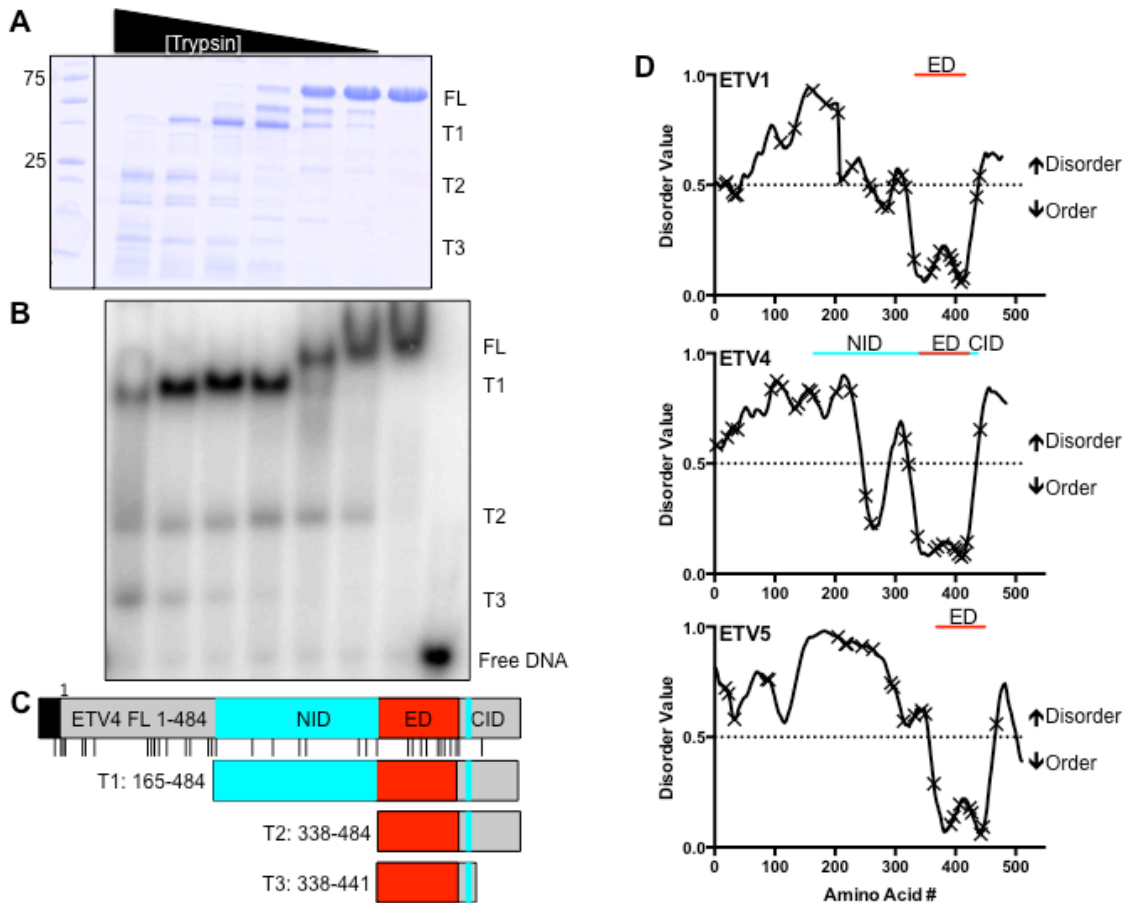 A
[Trypsin]
75
25
FL
T1
T2
T3
B
FL
T1
T2
T3
Free DNA
C
1
ETV4 FL 1-484
NID
ED
CID
T1: 165-484
T2: 338-484
T3: 338-441
D
ED
ETV1
1.0
0.5
0.0
Disorder Value
↑Disorder
↓Order
0 100 200 300 400 500
NID ED CID
ETV4
1.0
0.5
0.0
Disorder Value
↑Disorder
↓Order
0 100 200 300 400 500
ED
ETV5
1.0
0.5
0.0
Disorder Value
↑Disorder
↓Order
0 100 200 300 400 500
Amino Acid #